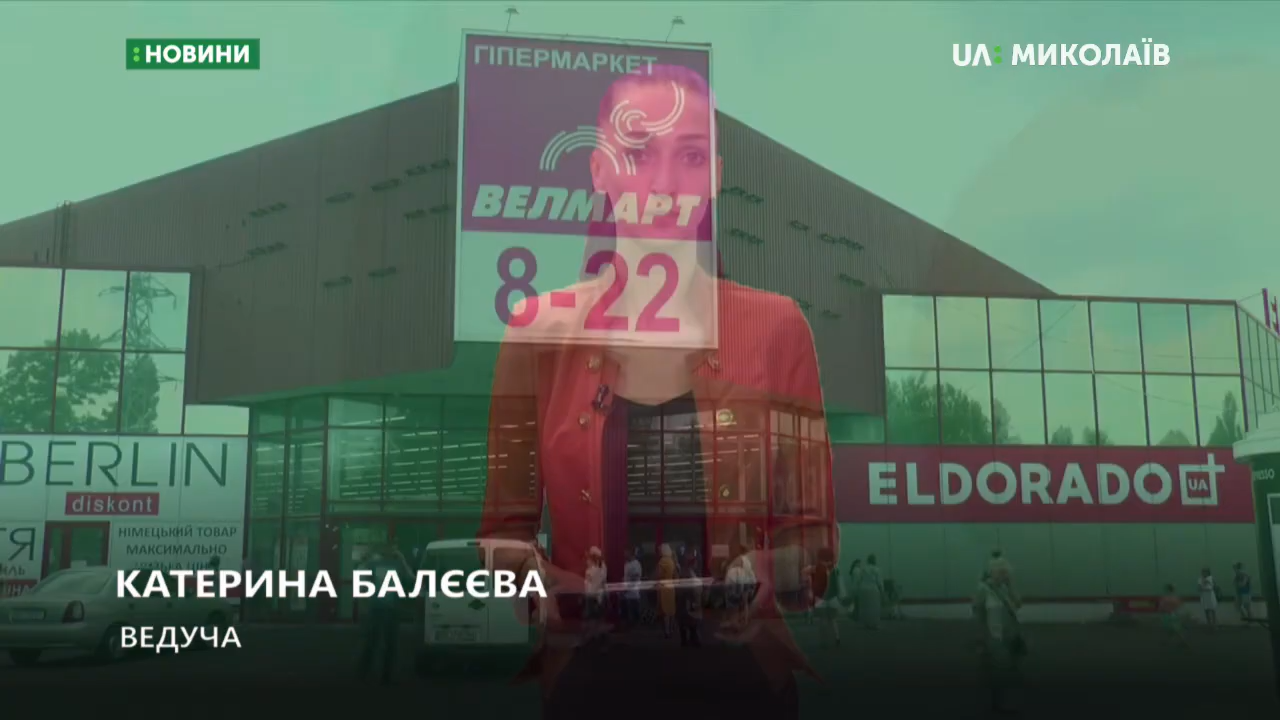 :НОВИНИ
UA: МИКОЛАЇВ
ГІПЕРМАРКЕТ
ВЕЛМАРТ
8-22
BERLIN
diskont
НІМЕЦЬКИЙ ТОВАР
МАКСИМАЛЬНО
ELDORADO
UA
КАТЕРИНА БАЛЄЄВА
ВЕДУЧА